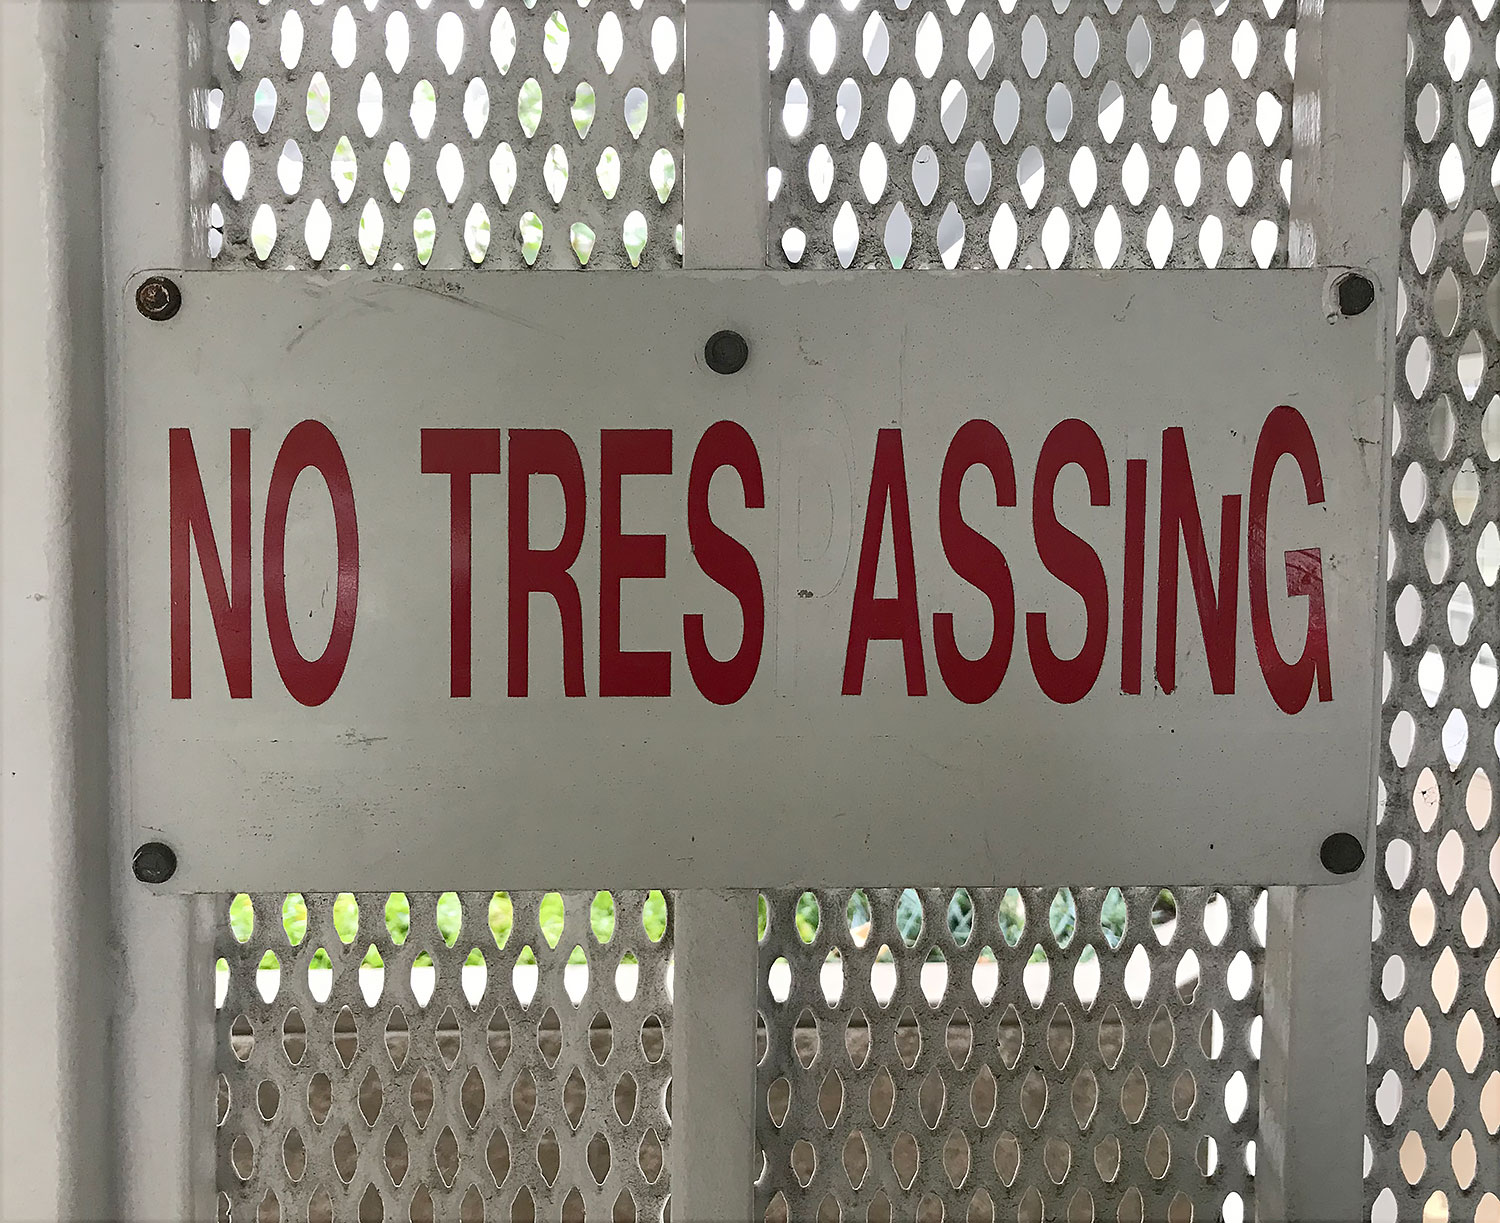 NO TRES ASSING